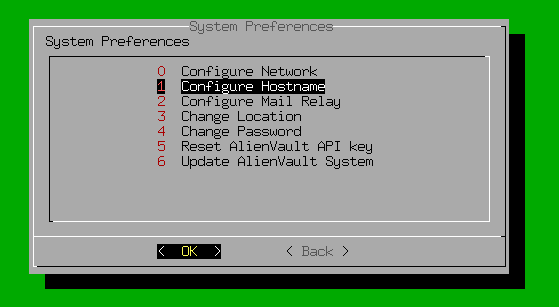 System Preferences
System Preferences
0 Configure Network
1 Configure Hostname
2 Configure Mail Relay
3 Change Location
4 Change Password
5 Reset AlienVault API key
6 Update AlienVault System
< OK > < Back >